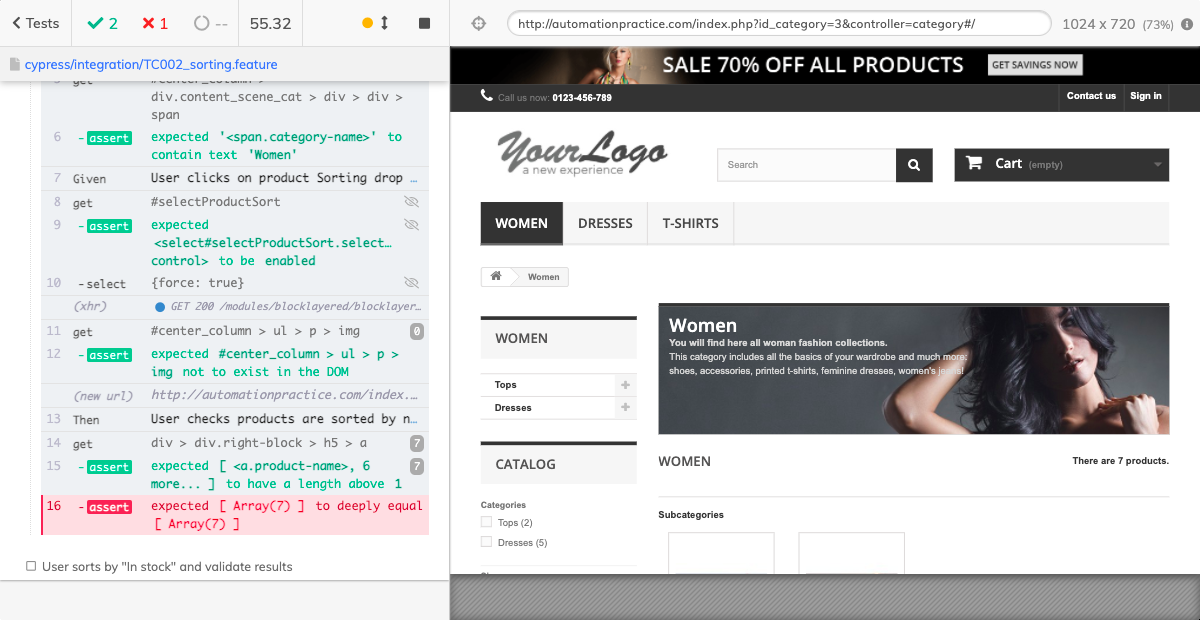 Tests
2
1
--
55.32
http://automationpractice.com/index.php?id_category=3&controller=category#/
1024 x 720 (73%)
cypress/integration/TC002_sorting.feature
get #center_column >
div.content_scene_cat > div > div >
span
6 -assert expected '<span.category-name>' to
contain text 'Women'
7 Given User clicks on product Sorting drop …
8 get #selectProductSort
9 -assert expected
<select#selectProductSort.select…
control> to be enabled
10 -select {force: true}
(xhr) GET 200 /modules/blocklayered/blocklayer…
11 get #center_column > ul > p > img 0
12 -assert expected #center_column > ul > p >
img not to exist in the DOM
(new url) http://automationpractice.com/index.…
13 Then User checks products are sorted by n…
14 get div > div.right-block > h5 > a 7
15 -assert expected [ <a.product-name>, 6 7
more... ] to have a length above 1
16 -assert expected [ Array(7) ] to deeply equal
[ Array(7) ]
User sorts by "In stock" and validate results
SALE 70% OFF ALL PRODUCTS
GET SAVINGS NOW
Call us now: 0123-456-789
Contact us
Sign in
YourLogo
a new experience
Search
Cart (empty)
WOMEN
DRESSES
T-SHIRTS
Women
WOMEN
Tops
Dresses
CATALOG
Categories
Tops (2)
Dresses (5)
Women
You will find here all woman fashion collections.
This category includes all the basics of your wardrobe and much more:
shoes, accessories, printed t-shirts, feminine dresses, women's jeans!
WOMEN
There are 7 products.
Subcategories